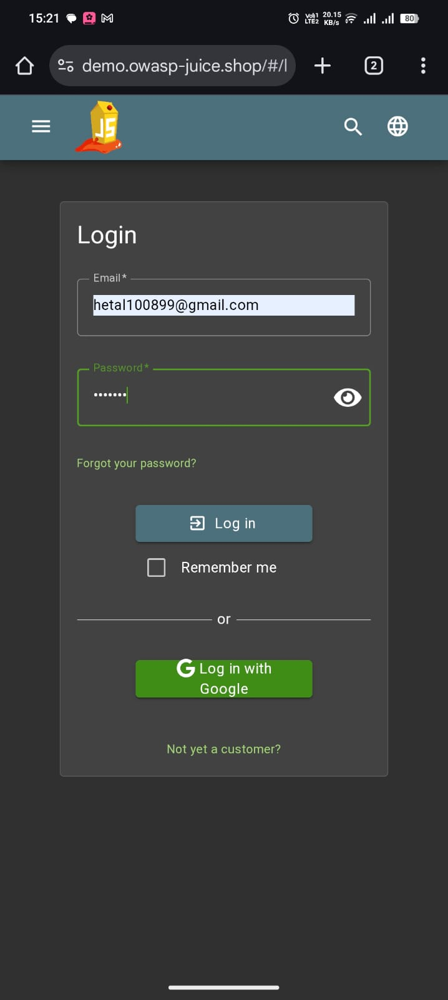 15:21
Vo)) 1 LTE2 20.15 KB/s 80
demo.owasp-juice.shop/#/l
2
JS
Login
Email *
hetal100899@gmail.com
Password *
•••••••
Forgot your password?
Log in
Remember me
or
G Log in with
Google
Not yet a customer?